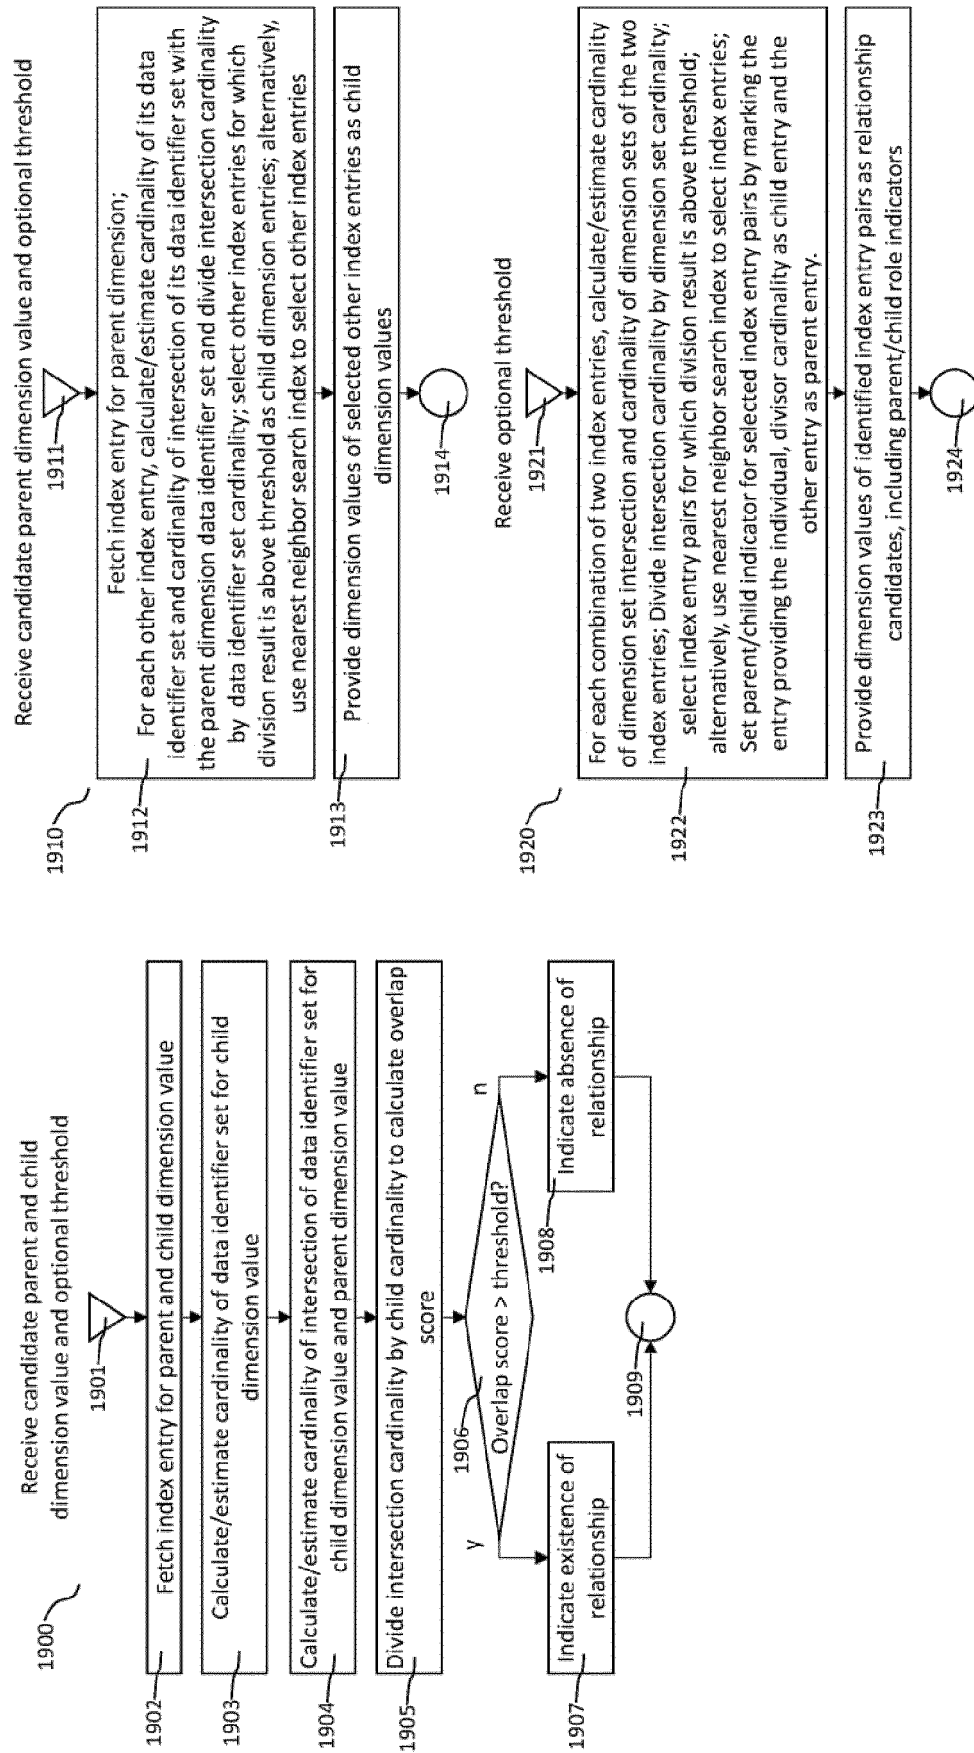 1900
Receive candidate parent and child
dimension value and optional threshold
1901
1902
Fetch index entry for parent and child dimension value
1903
Calculate/estimate cardinality of data identifier set for child
dimension value
1904
Calculate/estimate cardinality of intersection of data identifier set for
child dimension value and parent dimension value
1905
Divide intersection cardinality by child cardinality to calculate overlap
score
1906
Overlap score > threshold?
y
n
1907
Indicate existence of
relationship
1908
Indicate absence of
relationship
1909
1910
Receive candidate parent dimension value and optional threshold
1911
1912
Fetch index entry for parent dimension;
For each other index entry, calculate/estimate cardinality of its data
identifier set and cardinality of intersection of its data identifier set with
the parent dimension data identifier set and divide intersection cardinality
by data identifier set cardinality; select other index entries for which
division result is above threshold as child dimension entries; alternatively,
use nearest neighbor search index to select other index entries
1913
Provide dimension values of selected other index entries as child
dimension values
1914
1920
Receive optional threshold
1921
1922
For each combination of two index entries, calculate/estimate cardinality
of dimension set intersection and cardinality of dimension sets of the two
index entries; Divide intersection cardinality by dimension set cardinality;
select index entry pairs for which division result is above threshold;
alternatively, use nearest neighbor search index to select index entries;
Set parent/child indicator for selected index entry pairs by marking the
entry providing the individual, divisor cardinality as child entry and the
other entry as parent entry.
1923
Provide dimension values of identified index entry pairs as relationship
candidates, including parent/child role indicators
1924